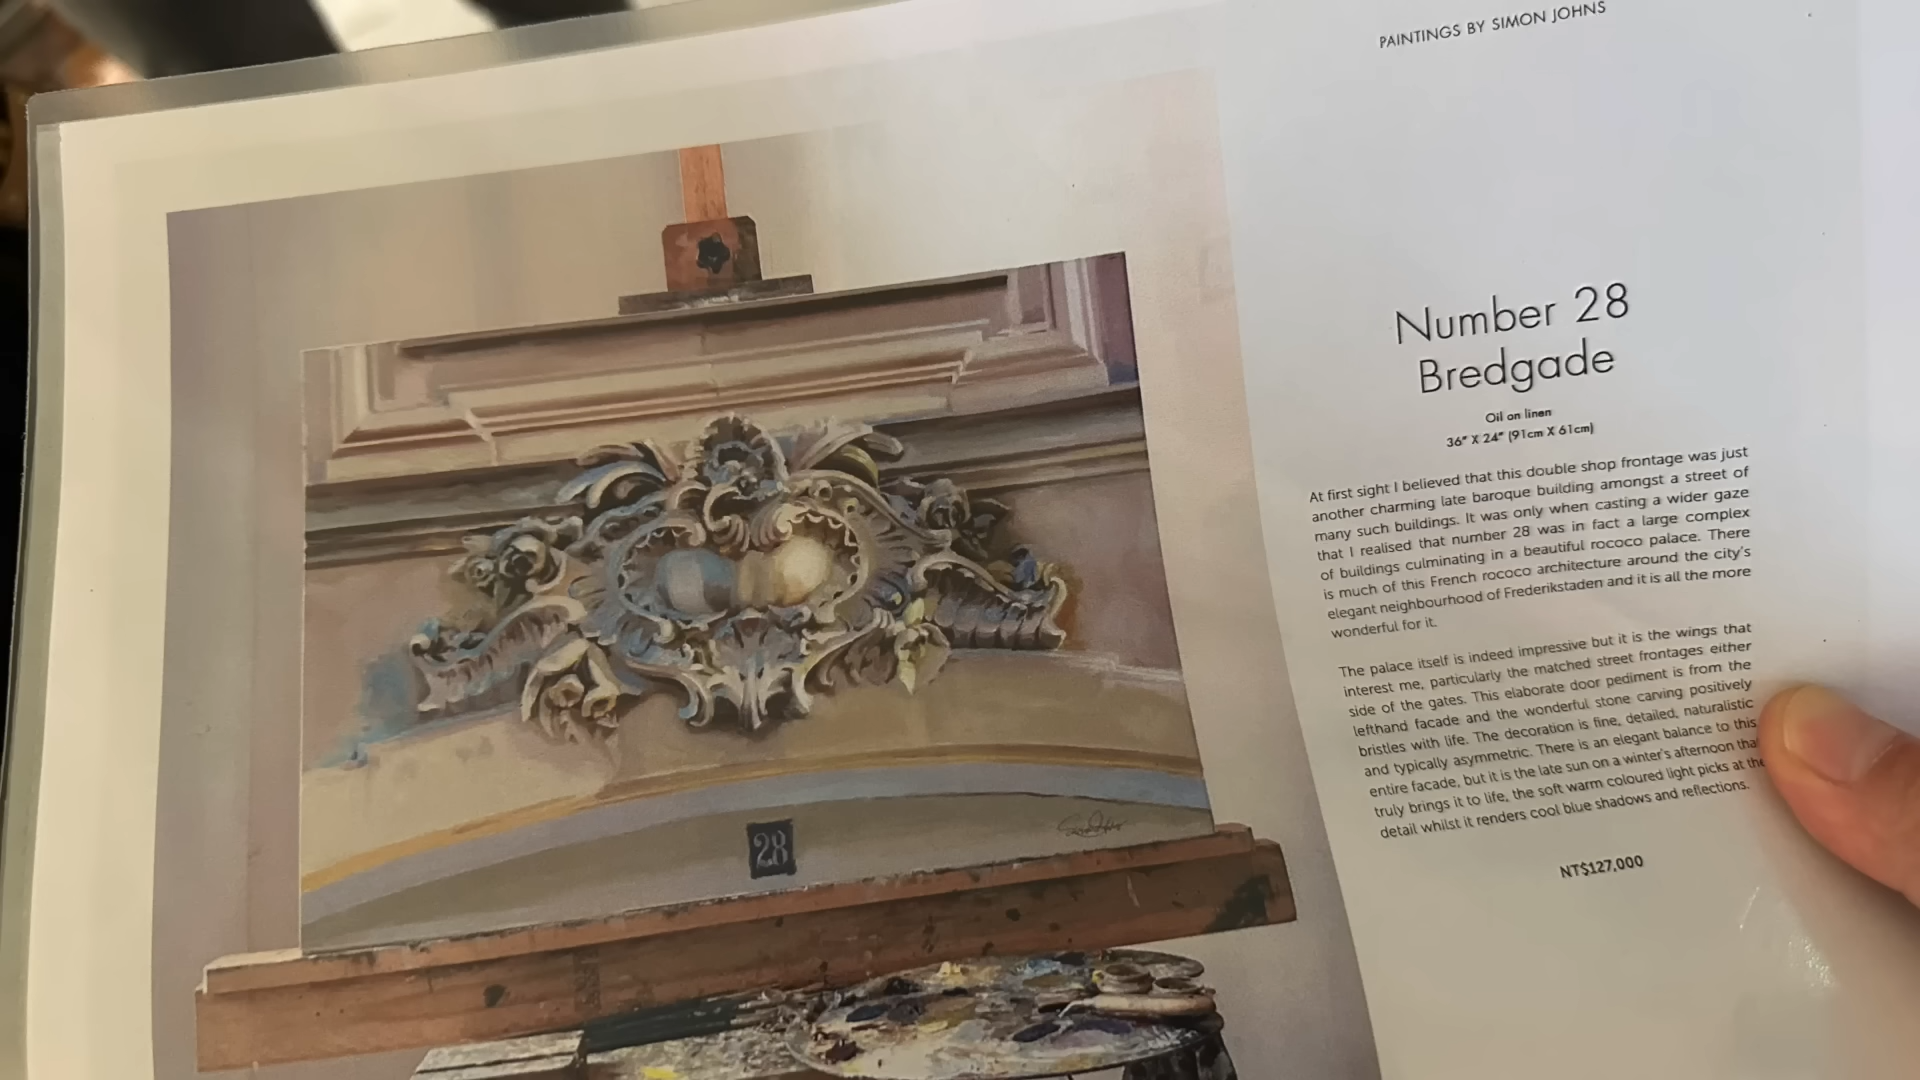 PAINTINGS BY SIMON JOHNS
Number 28
Bredgade
Oil on linen
36" X 24" (91cm X 61cm)
At first sight I believed that this double shop frontage was just
another charming late baroque building amongst a street of
many such buildings. It was only when casting a wider gaze
that I realised that number 28 was in fact a large complex
of buildings culminating in a beautiful rococo palace. There
is much of this French rococo architecture around the city's
elegant neighbourhood of Frederikstaden and it is all the more
wonderful for it.
The palace itself is indeed impressive but it is the wings that
interest me, particularly the matched street frontages either
side of the gates. This elaborate door pediment is from the
lefthand facade and the wonderful stone carving positively
bristles with life. The decoration is fine, detailed, naturalistic
and typically asymmetric. There is an elegant balance to this
entire facade, but it is the late sun on a winter's afternoon that
truly brings it to life, the soft warm coloured light picks at the
detail whilst it renders cool blue shadows and reflections.
NT$127,000
28